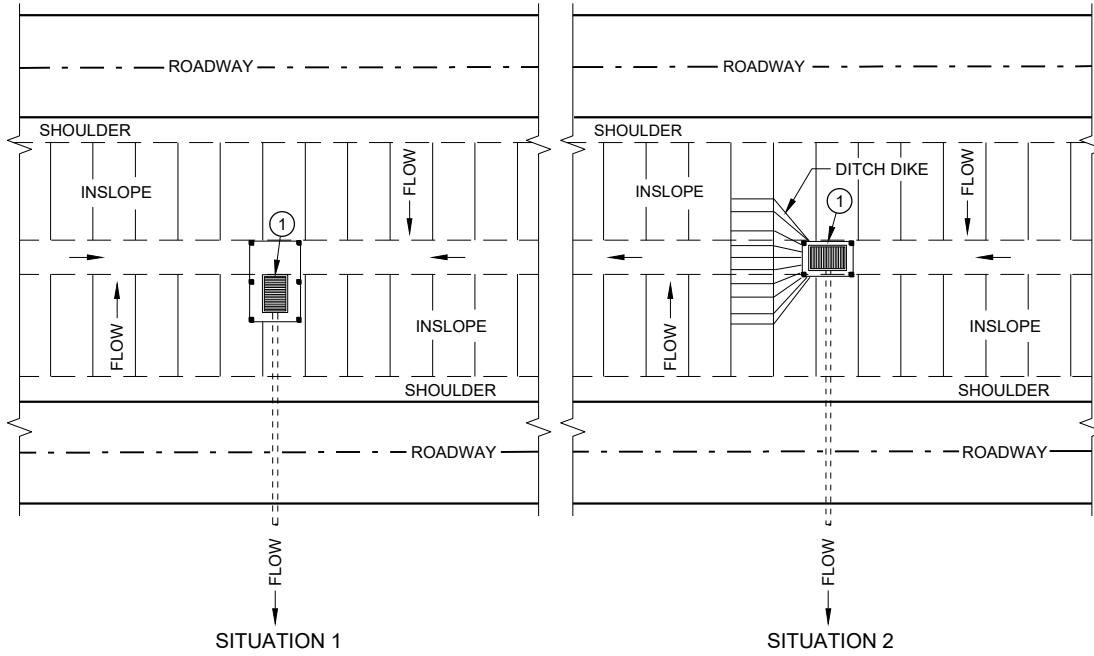 ROADWAY
SHOULDER
INSLOPE
FLOW
1
FLOW
INSLOPE
SHOULDER
ROADWAY
FLOW
SITUATION 1
ROADWAY
SHOULDER
DITCH DIKE
INSLOPE
FLOW
1
FLOW
INSLOPE
SHOULDER
ROADWAY
FLOW
SITUATION 2